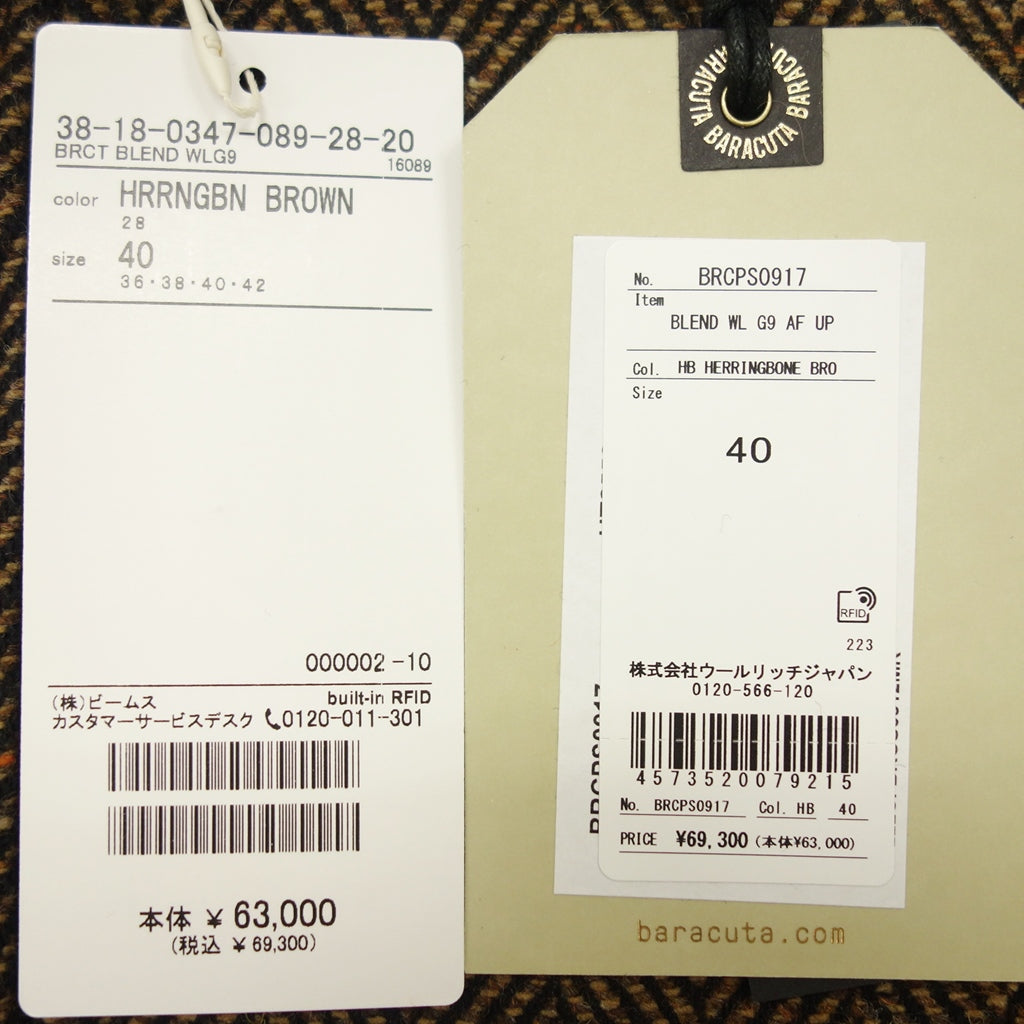 38-18-0347-089-28-20
BRCT BLEND WLG9 16089
color HRRNGBN BROWN
28
size 40
36・38・40・42
000002-10
(株)ビームス built-in RFID
カスタマーサービスデスク 0120-011-301
本体 ¥ 63,000
(税込 ¥ 69,300)
BARACUTA BARACUTA BARACUTA
No. BRCPS0917
Item
BLEND WL G9 AF UP
Col. HB HERRINGBONE BRO
Size
40
RFID
223
株式会社ウールリッチジャパン
0120-566-120
4573520079215
No. BRCPS0917 Col. HB 40
PRICE ¥69,300 (本体¥63,000)
baracuta.com